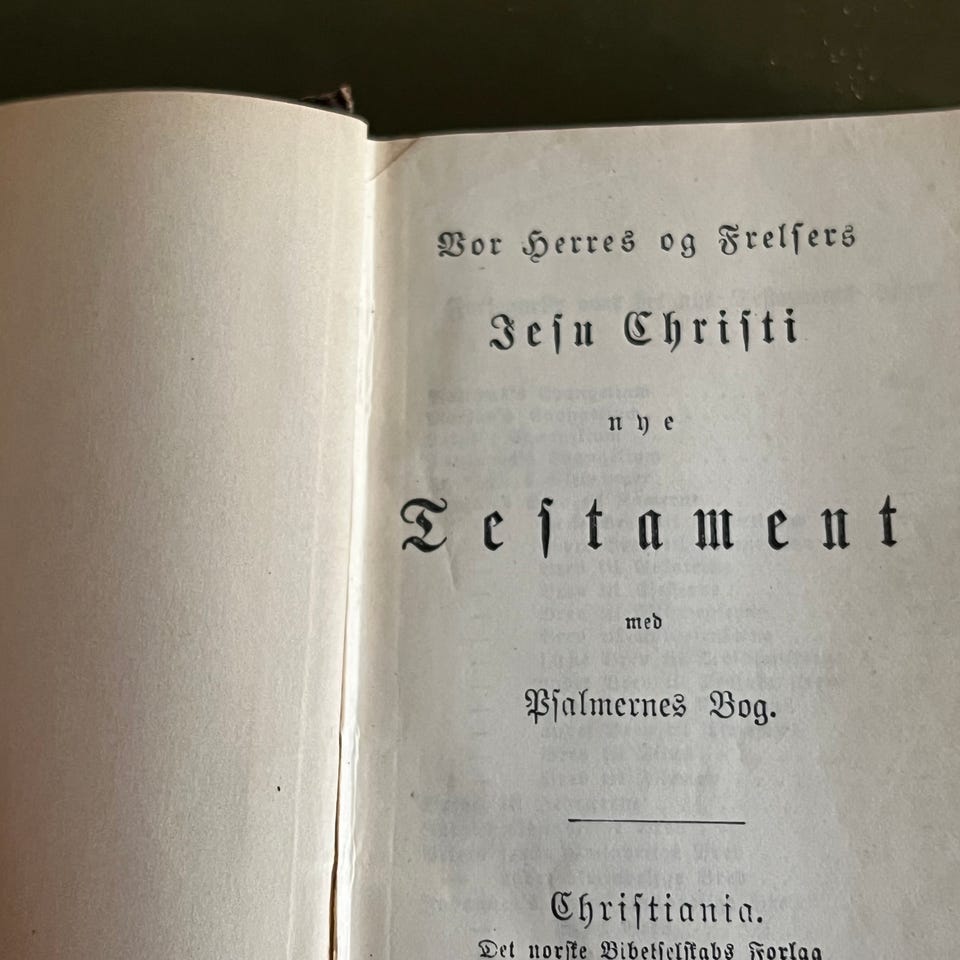 Vor Herres og Frelsers
Jesu Christi
nye
Testament
med
Psalmernes Bog.
Christiania.
Det norske Bibelselskabs Forlag